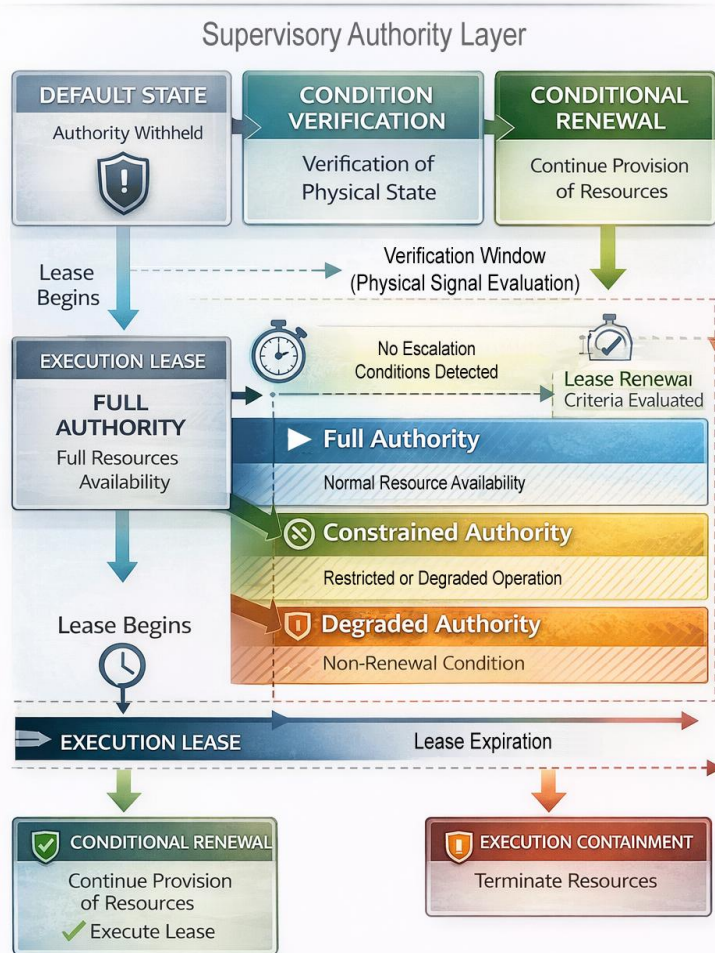 Supervisory Authority Layer
DEFAULT STATE
Authority Withheld
CONDITION
VERIFICATION
Verification of
Physical State
CONDITIONAL
RENEWAL
Continue Provision
of Resources
Lease
Begins
Verification Window
(Physical Signal Evaluation)
EXECUTION LEASE
FULL
AUTHORITY
Full Resources
Availability
No Escalation
Conditions Detected
Lease Renewal
Criteria Evaluated
Full Authority
Normal Resource Availability
Constrained Authority
Restricted or Degraded Operation
Degraded Authority
Non-Renewal Condition
Lease Begins
EXECUTION LEASE
Lease Expiration
CONDITIONAL RENEWAL
Continue Provision
of Resources
Execute Lease
EXECUTION CONTAINMENT
Terminate Resources